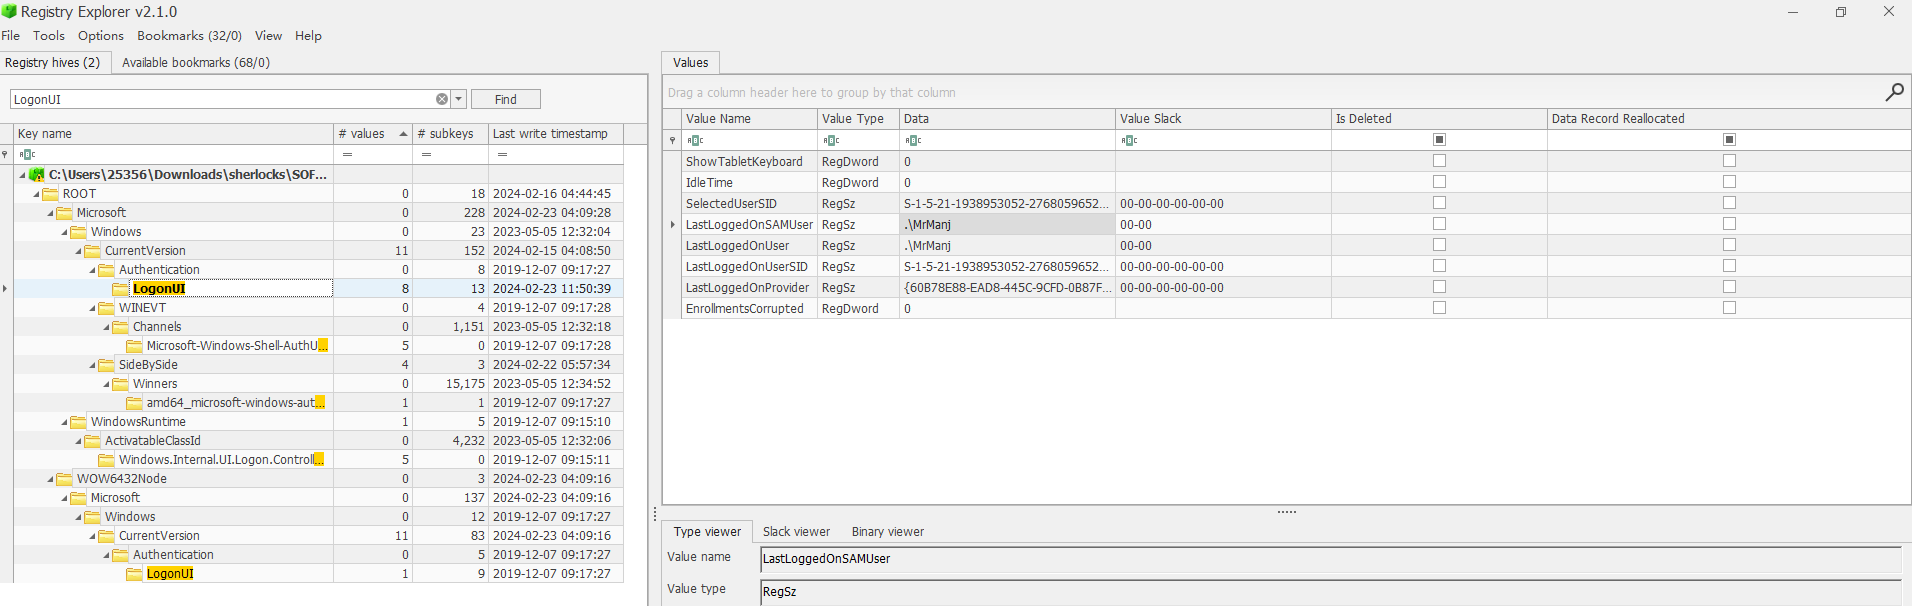 Registry Explorer v2.1.0
File Tools Options Bookmarks (32/0) View Help
Registry hives (2) Available bookmarks (68/0)
LogonUI Find
Key name # values # subkeys Last write timestamp
= = =
C:\Users\25356\Downloads\sherlocks\SOF...
ROOT 0 18 2024-02-16 04:44:45
Microsoft 0 228 2024-02-23 04:09:28
Windows 0 23 2023-05-05 12:32:04
CurrentVersion 11 152 2024-02-15 04:08:50
Authentication 0 8 2019-12-07 09:17:27
LogonUI 8 13 2024-02-23 11:50:39
WINEVT 0 4 2019-12-07 09:17:28
Channels 0 1,151 2023-05-05 12:32:18
Microsoft-Windows-Shell-AuthU... 5 0 2019-12-07 09:17:28
SideBySide 4 3 2024-02-22 05:57:34
Winners 0 15,175 2023-05-05 12:34:52
amd64_microsoft-windows-aut... 1 1 2019-12-07 09:17:27
WindowsRuntime 1 5 2019-12-07 09:15:10
ActivatableClassId 0 4,232 2023-05-05 12:32:06
Windows.Internal.UI.Logon.Controll... 5 0 2019-12-07 09:15:11
WOW6432Node 0 3 2024-02-23 04:09:16
Microsoft 0 137 2024-02-23 04:09:16
Windows 0 12 2019-12-07 09:17:27
CurrentVersion 11 83 2024-02-23 04:09:16
Authentication 0 5 2019-12-07 09:17:27
LogonUI 1 9 2019-12-07 09:17:27
Values
Drag a column header here to group by that column
Value Name Value Type Data Value Slack Is Deleted Data Record Reallocated
ShowTabletKeyboard RegDword 0
IdleTime RegDword 0
SelectedUserSID RegSz S-1-5-21-1938953052-2768059652... 00-00-00-00-00-00
LastLoggedOnSAMUser RegSz .\MrManj 00-00
LastLoggedOnUser RegSz .\MrManj 00-00
LastLoggedOnUserSID RegSz S-1-5-21-1938953052-2768059652... 00-00-00-00-00-00
LastLoggedOnProvider RegSz {60B78E88-EAD8-445C-9CFD-0B87F... 00-00-00-00-00-00
EnrollmentsCorrupted RegDword 0
Type viewer Slack viewer Binary viewer
Value name LastLoggedOnSAMUser
Value type RegSz